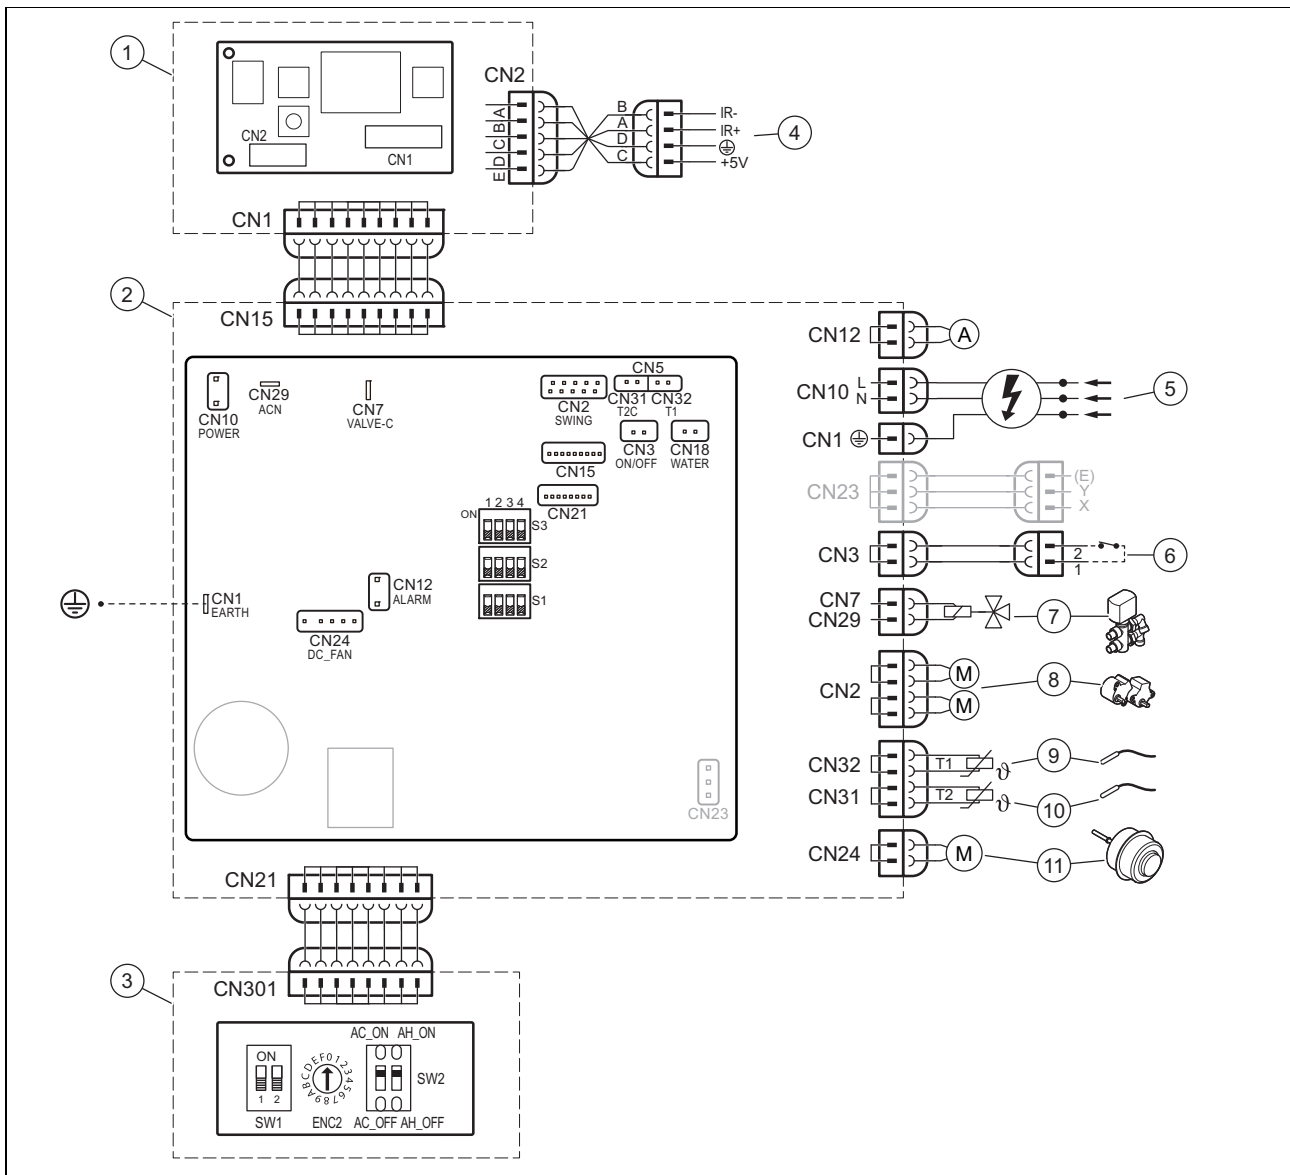 1
CN2
CN1
CN2
A
B
C
D
E
B
A
D
C
IR-
IR+
+5V
4
CN1
2
CN15
CN12
A
CN10
L
N
5
CN1
CN23
(E)
Y
X
CN3
2
1
6
CN7
CN29
7
CN2
M
M
8
CN32
T1
ϑ
9
CN31
T2
ϑ
10
CN24
M
11
CN10
POWER
CN29
ACN
CN7
VALVE-C
CN2
SWING
CN5
CN31
T2C
CN32
T1
CN3
ON/OFF
CN18
WATER
CN15
CN21
1 2 3 4
ON
S3
S2
S1
CN12
ALARM
CN1
EARTH
CN24
DC_FAN
CN23
CN21
3
CN301
AC_ON AH_ON
ON
1 2
SW1
0123456789ABCDEF
ENC2
SW2
AC_OFF AH_OFF